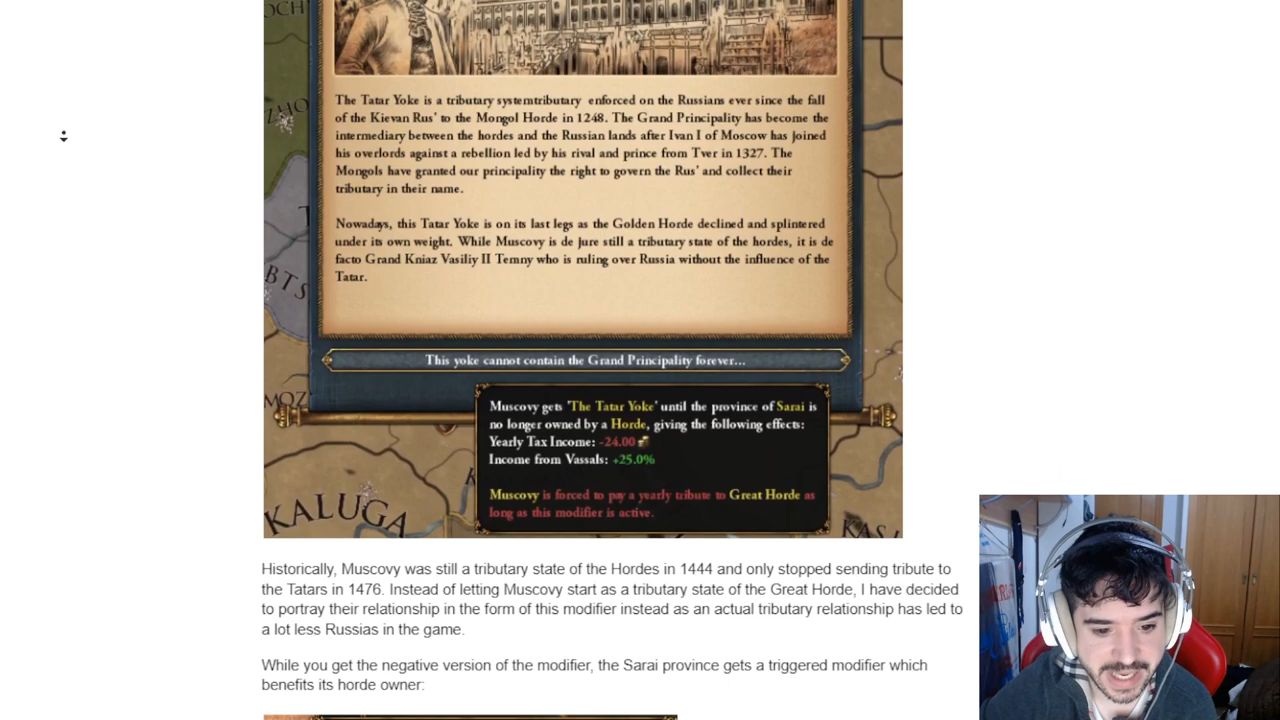 OCH
ZHO
The Tatar Yoke is a tributary systemtributary enforced on the Russians ever since the fall
of the Kievan Rus' to the Mongol Horde in 1248. The Grand Principality has become the
intermediary between the hordes and the Russian lands after Ivan I of Moscow has joined
his overlords against a rebellion led by his rival and prince from Tver in 1327. The
Mongols have granted our principality the right to govern the Rus' and collect their
tributary in their name.
Nowadays, this Tatar Yoke is on its last legs as the Golden Horde declined and splintered
under its own weight. While Muscovy is de Jure still a tributary state of the hordes, it is de
facto Grand Kniaz Vasiliy II Temny who is ruling over Russia without the influence of the
Tatar.
BTS
This yoke cannot contain the Grand Principality forever...
MOZ
Muscovy gets 'The Tatar Yoke' until the province of Sarai is
no longer owned by a Horde, giving the following effects:
Yearly Tax Income: -24.00
Income from Vassals: +25.0%
Muscovy is forced to pay a yearly tribute to Great Horde as
long as this modifier is active.
KALUGA
KAS
Historically, Muscovy was still a tributary state of the Hordes in 1444 and only stopped sending tribute to
the Tatars in 1476. Instead of letting Muscovy start as a tributary state of the Great Horde, I have decided
to portray their relationship in the form of this modifier instead as an actual tributary relationship has led to
a lot less Russias in the game.
While you get the negative version of the modifier, the Sarai province gets a triggered modifier which
benefits its horde owner: